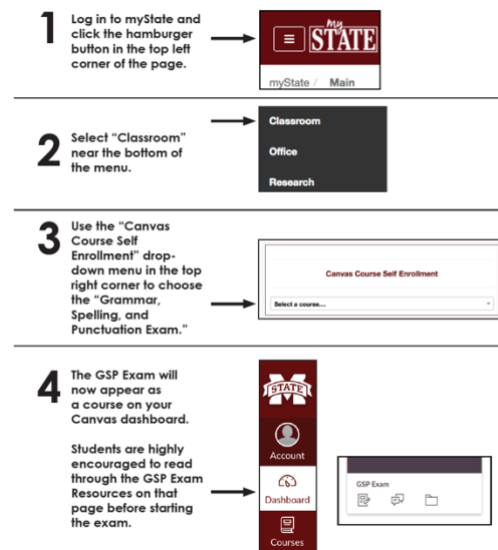 1
Log in to myState and
click the hamburger
button in the top left
corner of the page.
my
STATE
myState / Main
2
Select “Classroom”
near the bottom of
the menu.
Classroom
Office
Research
3
Use the “Canvas
Course Self
Enrollment” drop-
down menu in the top
right corner to choose
the “Grammar,
Spelling, and
Punctuation Exam.”
Canvas Course Self Enrollment
Select a course...
4
The GSP Exam will
now appear as
a course on your
Canvas dashboard.
Students are highly
encouraged to read
through the GSP Exam
Resources on that
page before starting
the exam.
STATE
Account
Dashboard
Courses
GSP Exam